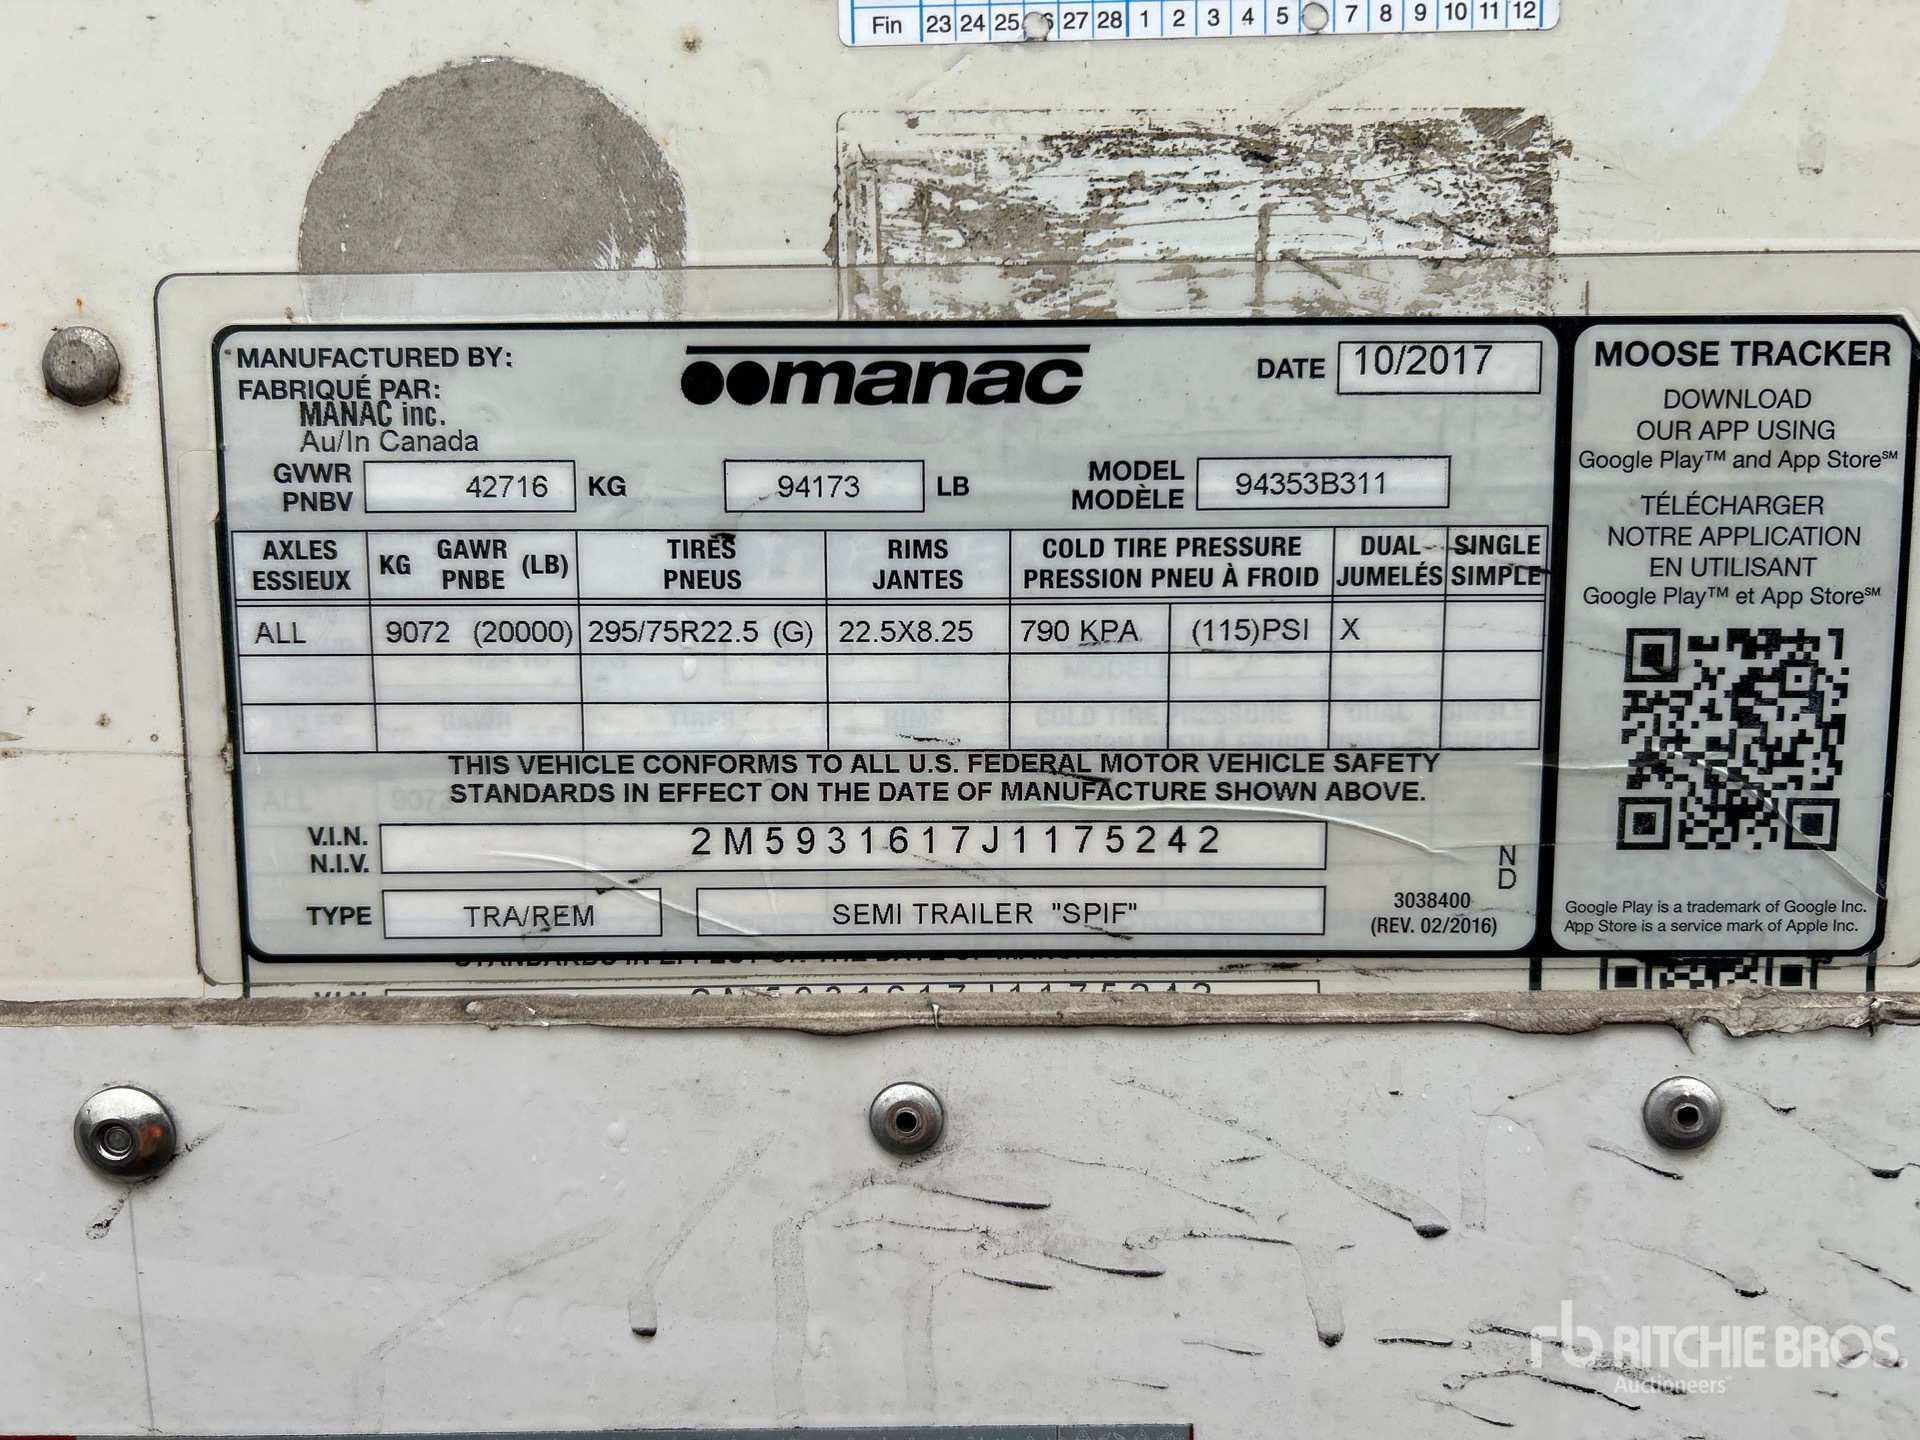 Fin 23 24 25 26 27 28 1 2 3 4 5 7 8 9 10 11 12
MANUFACTURED BY:
FABRIQUÉ PAR:
MANAC inc.
Au/In Canada
manac
DATE 10/2017
GVWR
PNBV
42716 KG
94173 LB
MODEL
MODÈLE
94353B311
AXLES
ESSIEUX
KG GAWR (LB)
PNBE
TIRES
PNEUS
RIMS
JANTES
COLD TIRE PRESSURE
PRESSION PNEU À FROID
DUAL
JUMELÉS
SINGLE
SIMPLE
ALL 9072 (20000) 295/75R22.5 (G) 22.5X8.25 790 KPA (115)PSI X
THIS VEHICLE CONFORMS TO ALL U.S. FEDERAL MOTOR VEHICLE SAFETY
STANDARDS IN EFFECT ON THE DATE OF MANUFACTURE SHOWN ABOVE.
V.I.N.
N.I.V.
2M5931617J1175242
ND
TYPE TRA/REM SEMI TRAILER "SPIF"
3038400
(REV. 02/2016)
MOOSE TRACKER
DOWNLOAD
OUR APP USING
Google Play™ and App Store℠
TÉLÉCHARGER
NOTRE APPLICATION
EN UTILISANT
Google Play™ et App Store℠
Google Play is a trademark of Google Inc.
App Store is a service mark of Apple Inc.
V.I.N. 2M5931617J1175242
rb RITCHIE BROS.
Auctioneers